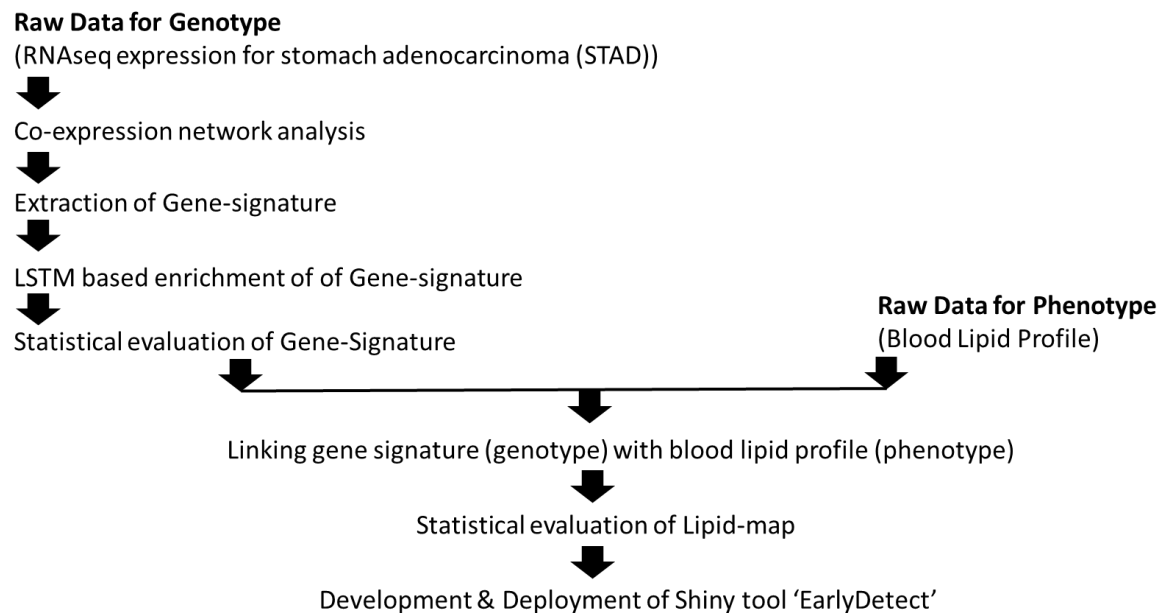 Raw Data for Genotype
(RNAseq expression for stomach adenocarcinoma (STAD))
Co-expression network analysis
Extraction of Gene-signature
LSTM based enrichment of of Gene-signature
Statistical evaluation of Gene-Signature
Raw Data for Phenotype
(Blood Lipid Profile)
Linking gene signature (genotype) with blood lipid profile (phenotype)
Statistical evaluation of Lipid-map
Development & Deployment of Shiny tool ‘EarlyDetect’